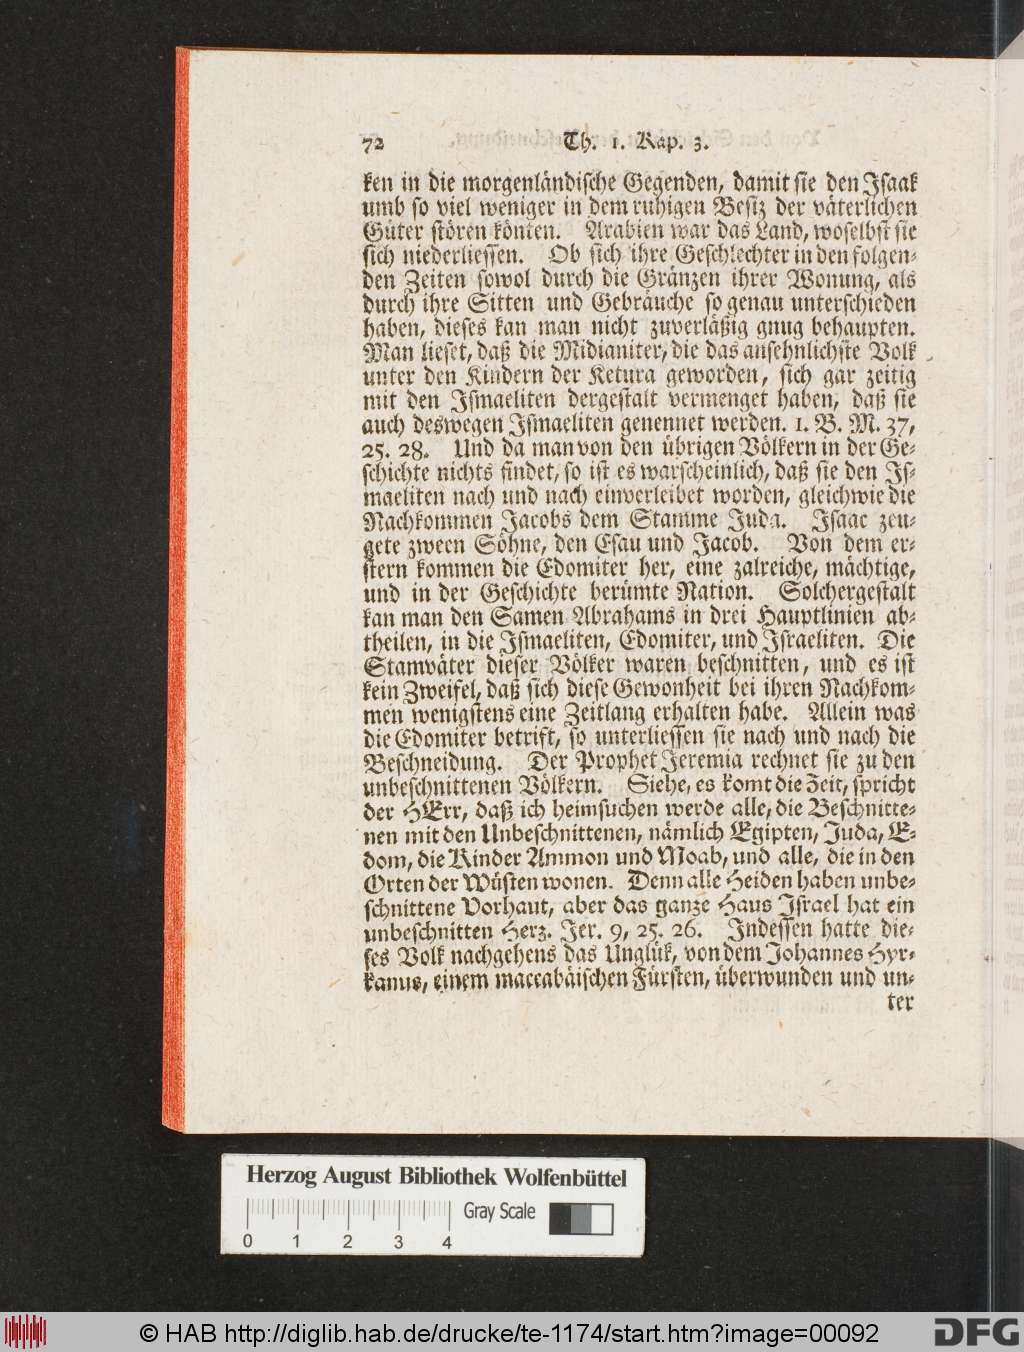 72 Th. 1. Kap. 3.
ken in die morgenländische Gegenden, damit sie den Isaak
umb so viel weniger in dem ruhigen Besiz der väterlichen
Güter stören könten. Arabien war das Land, woselbst sie
sich niederliessen. Ob sich ihre Geschlechter in den folgen-
den Zeiten sowol durch die Gränzen ihrer Wonung, als
durch ihre Sitten und Gebräuche so genau unterschieden
haben, dieses kan man nicht zuverläßig gnug behaupten.
Man lieset, daß die Midianiter, die das ansehnlichste Volk
unter den Kindern der Ketura geworden, sich gar zeitig
mit den Ismaeliten dergestalt vermenget haben, daß sie
auch deswegen Ismaeliten genennet werden. 1. B. M. 37,
25. 28. Und da man von den übrigen Völkern in der Ge-
schichte nichts findet, so ist es warscheinlich, daß sie den Is-
maeliten nach und nach einverleibet worden, gleichwie die
Nachkommen Jacobs dem Stamme Juda. Isaac zeu-
gete zween Söhne, den Esau und Jacob. Von dem er-
stern kommen die Edomiter her, eine zalreiche, mächtige,
und in der Geschichte berümte Nation. Solchergestalt
kan man den Samen Abrahams in drei Hauptlinien ab-
theilen, in die Ismaeliten, Edomiter, und Israeliten. Die
Stamväter dieser Völker waren beschnitten, und es ist
kein Zweifel, daß sich diese Gewonheit bei ihren Nachkom-
men wenigstens eine Zeitlang erhalten habe. Allein was
die Edomiter betrift, so unterliessen sie nach und nach die
Beschneidung. Der Prophet Jeremia rechnet sie zu den
unbeschnittenen Völkern. Siehe, es komt die Zeit, spricht
der HErr, daß ich heimsuchen werde alle, die Beschnitte-
nen mit den Unbeschnittenen, nämlich Egipten, Juda, E-
dom, die Kinder Ammon und Moab, und alle, die in den
Orten der Wüsten wonen. Denn alle Heiden haben unbe-
schnittene Vorhaut, aber das ganze Haus Israel hat ein
unbeschnitten Herz. Jer. 9, 25. 26. Indessen hatte die-
ses Volk nachgehens das Unglük, von dem Johannes Hyr-
kanus, einem maccabäischen Fürsten, überwunden und un-
ter
Herzog August Bibliothek Wolfenbüttel
0 1 2 3 4 Gray Scale
© HAB http://diglib.hab.de/drucke/te-1174/start.htm?image=00092 DFG